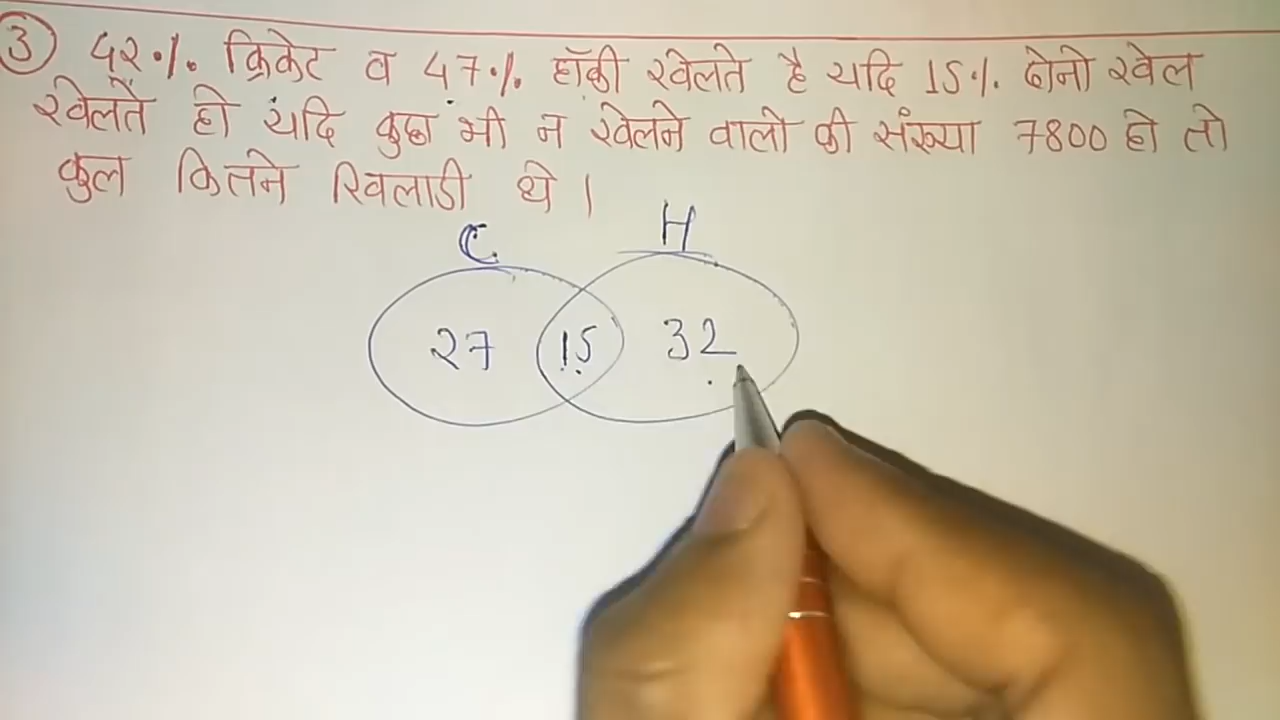 ③ 42%. क्रिकेट व 47%. हॉकी खेलते है यदि 15%. दोनो खेल
खेलते हो यदि कुछ भी न खेलने वालो की संख्या 7800 हो तो
कुल कितने खिलाडी थे ।
C H
27 15 32